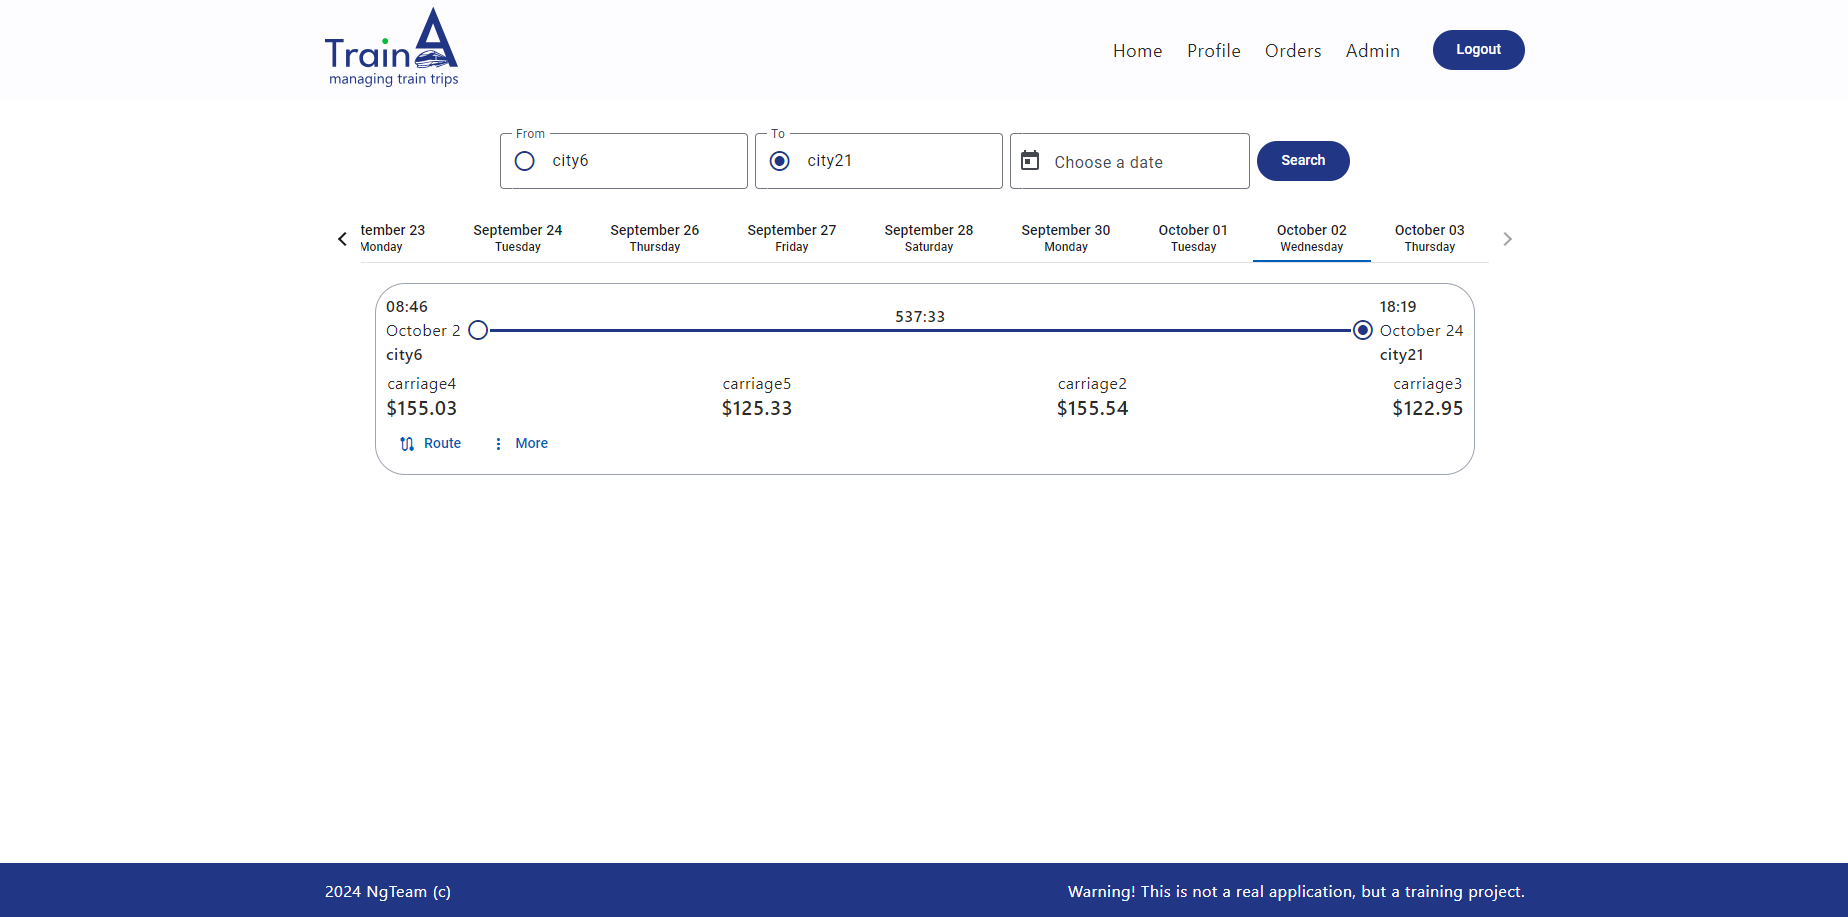 Train A
managing train trips
Home Profile Orders Admin Logout
From To
city6 city21 Choose a date Search
tember 23 September 24 September 26 September 27 September 28 September 30 October 01 October 02 October 03
Monday Tuesday Thursday Friday Saturday Monday Tuesday Wednesday Thursday
08:46 18:19
537:33
October 2 October 24
city6 city21
carriage4 carriage5 carriage2 carriage3
$155.03 $125.33 $155.54 $122.95
Route More
2024 NgTeam (c) Warning! This is not a real application, but a training project.